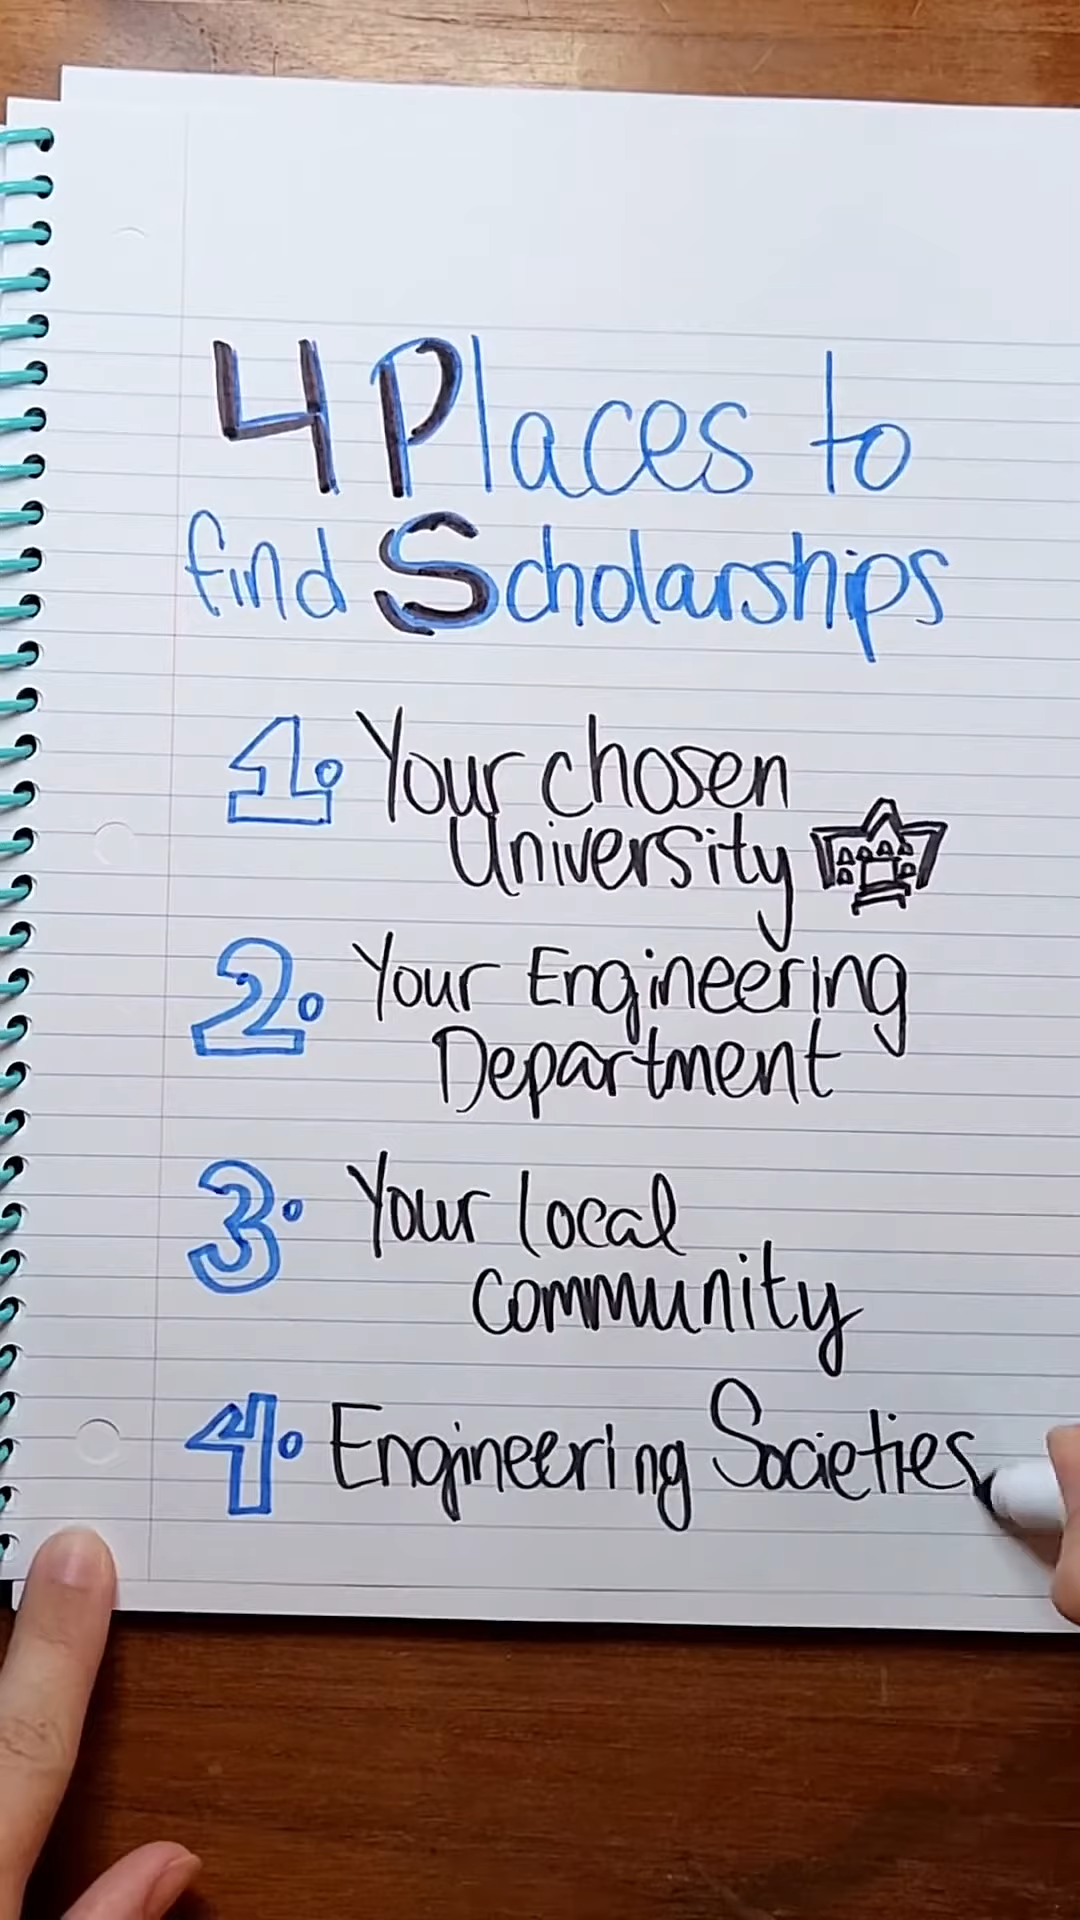 4 Places to
find Scholarships
1. Your chosen
University
2. Your Engineering
Department
3. Your local
community
4. Engineering Societies